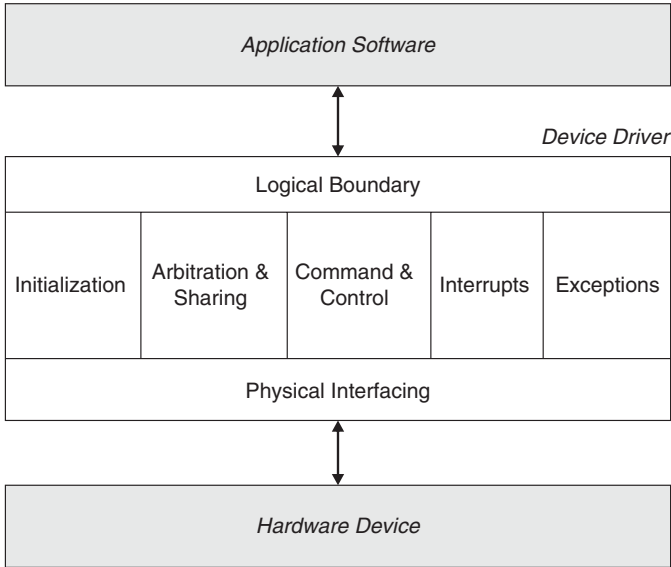 Application Software
Device Driver
Logical Boundary
Initialization
Arbitration &
Sharing
Command &
Control
Interrupts
Exceptions
Physical Interfacing
Hardware Device